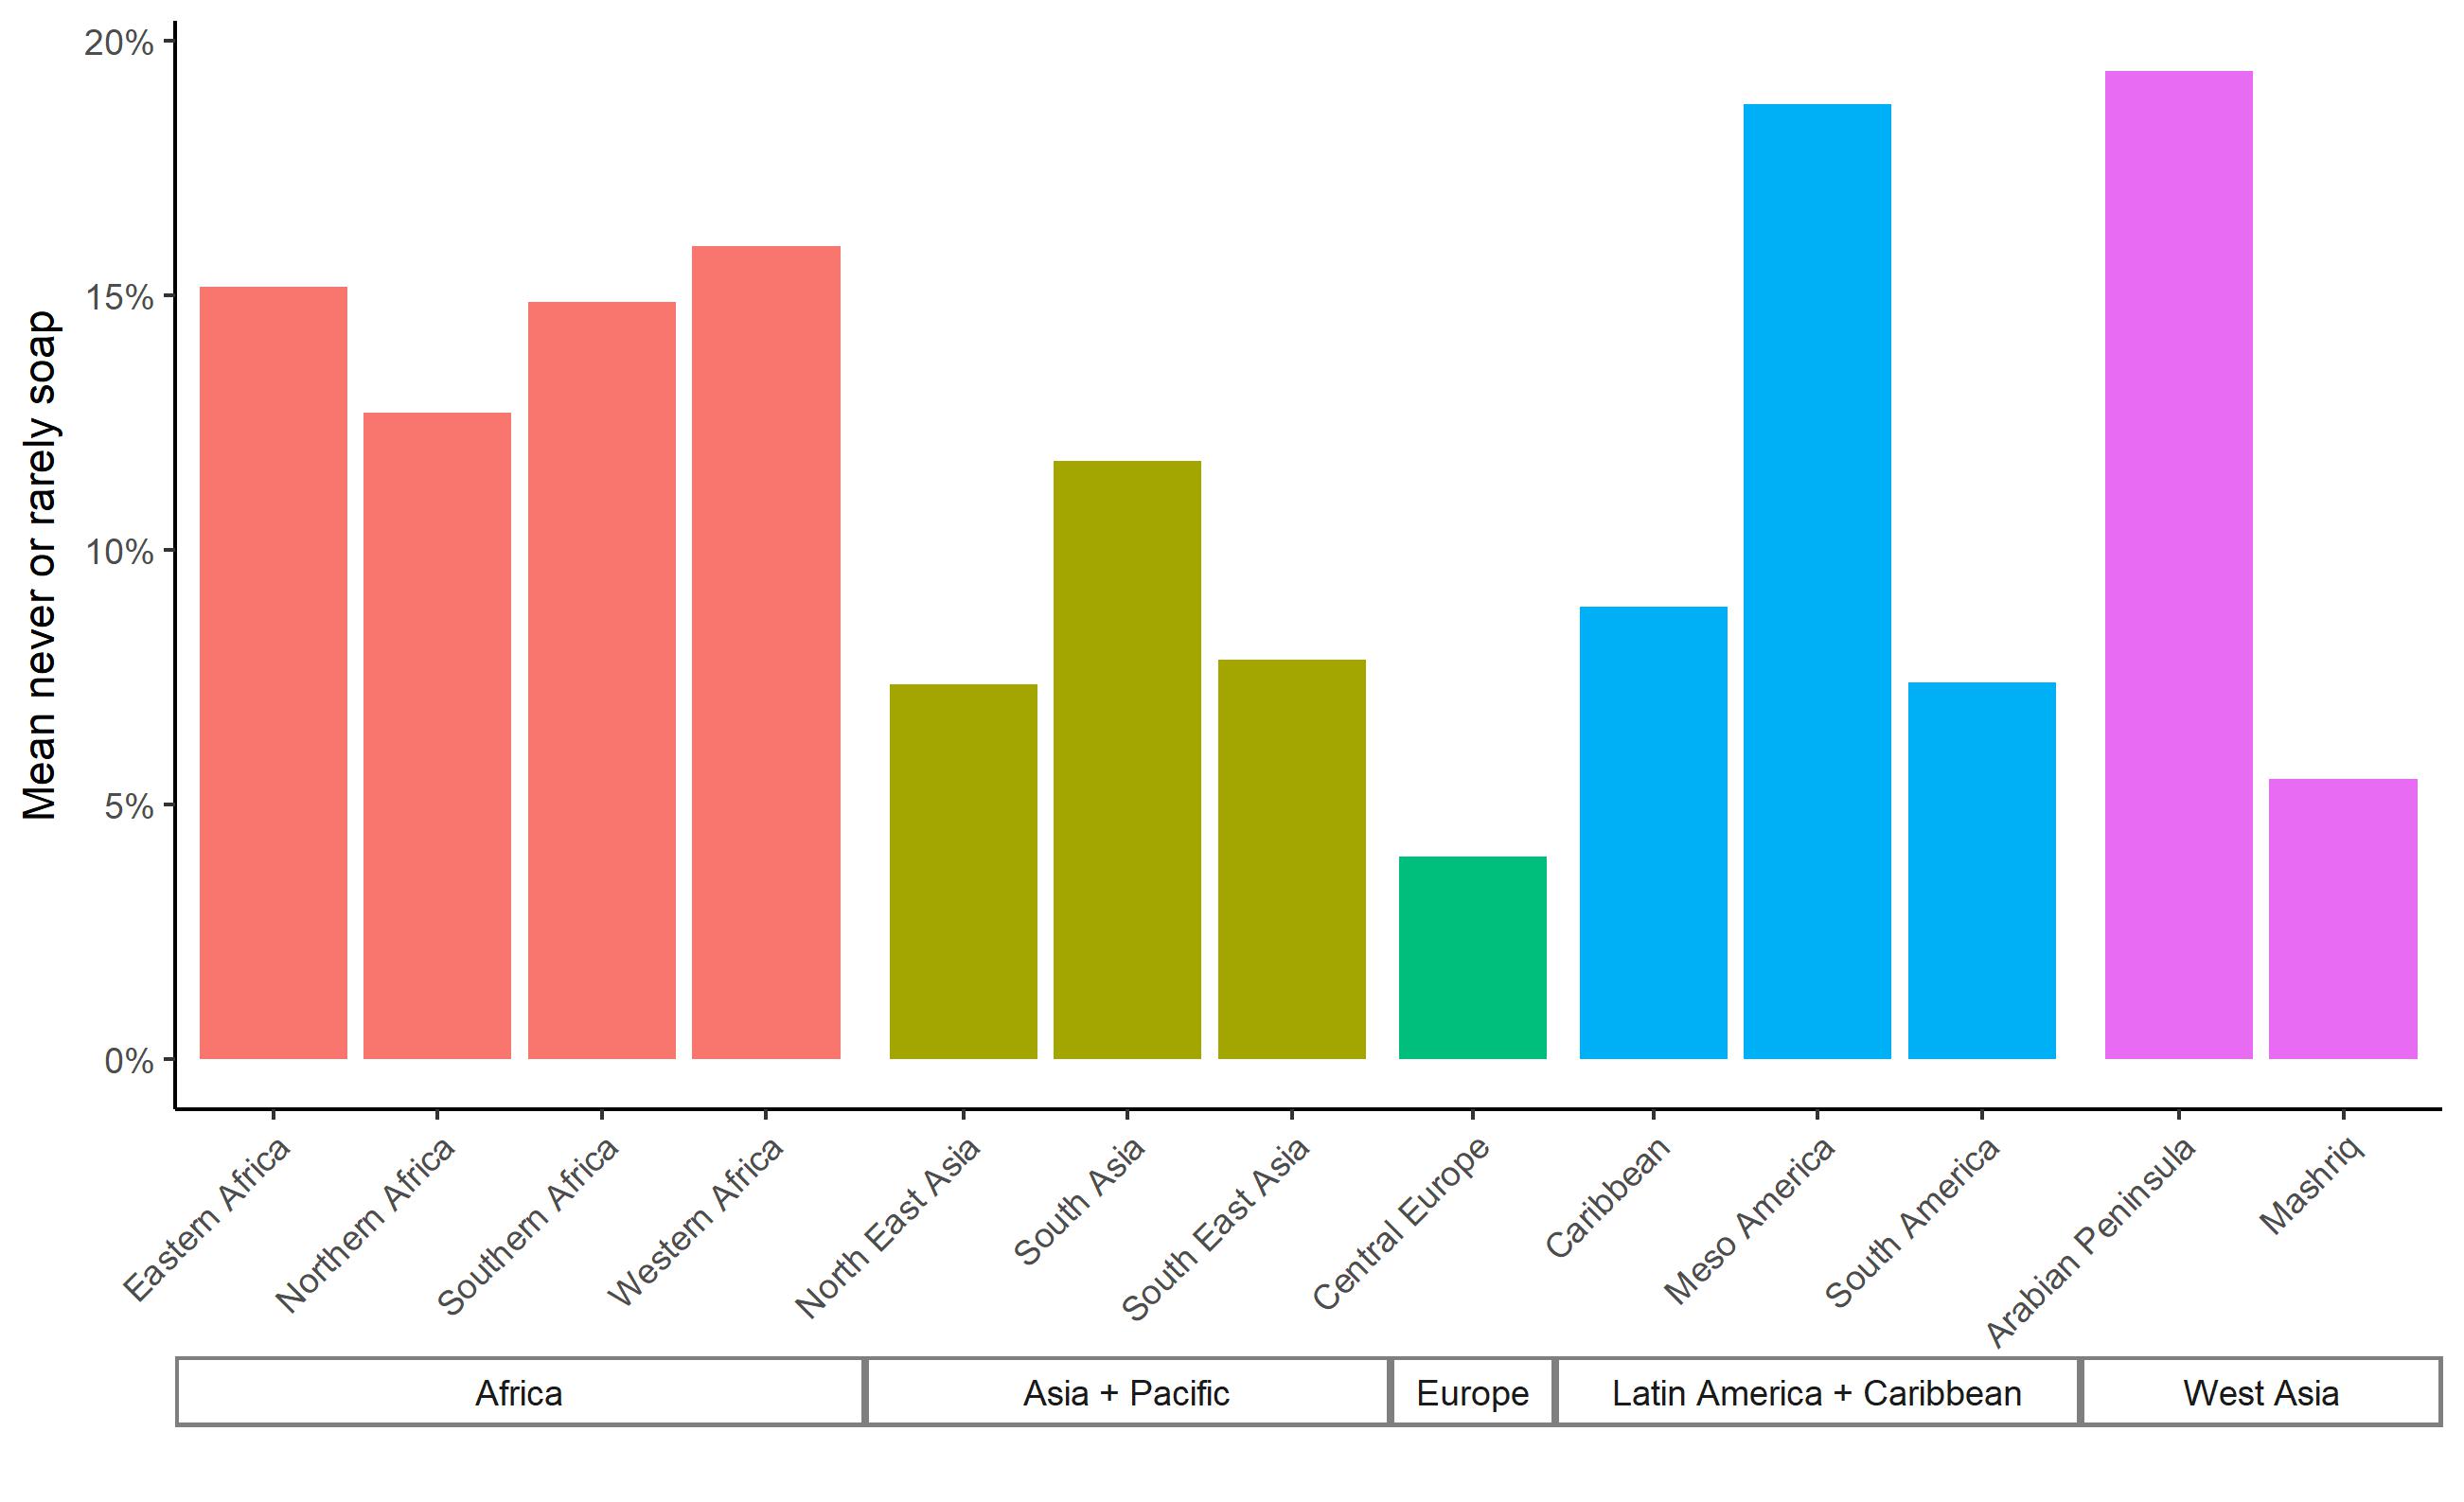 Mean never or rarely soap
20%
15%
10%
5%
0%
Eastern Africa
Northern Africa
Southern Africa
Western Africa
North East Asia
South Asia
South East Asia
Central Europe
Caribbean
Meso America
South America
Arabian Peninsula
Mashriq
Africa
Asia + Pacific
Europe
Latin America + Caribbean
West Asia